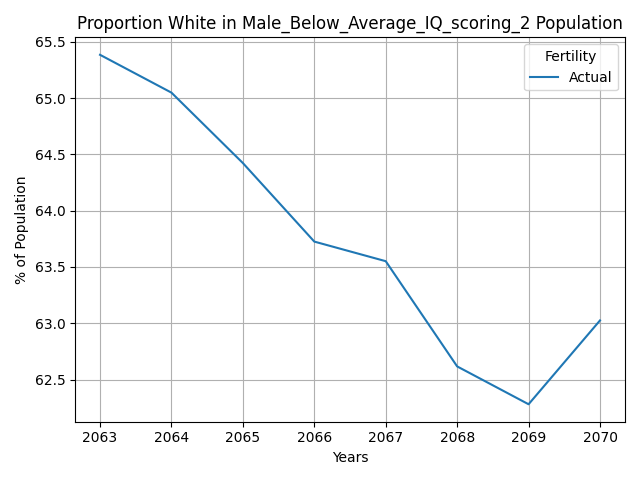 Proportion White in Male_Below_Average_IQ_scoring_2 Population
65.5
65.0
64.5
64.0
63.5
63.0
62.5
% of Population
Fertility
Actual
2063 2064 2065 2066 2067 2068 2069 2070
Years